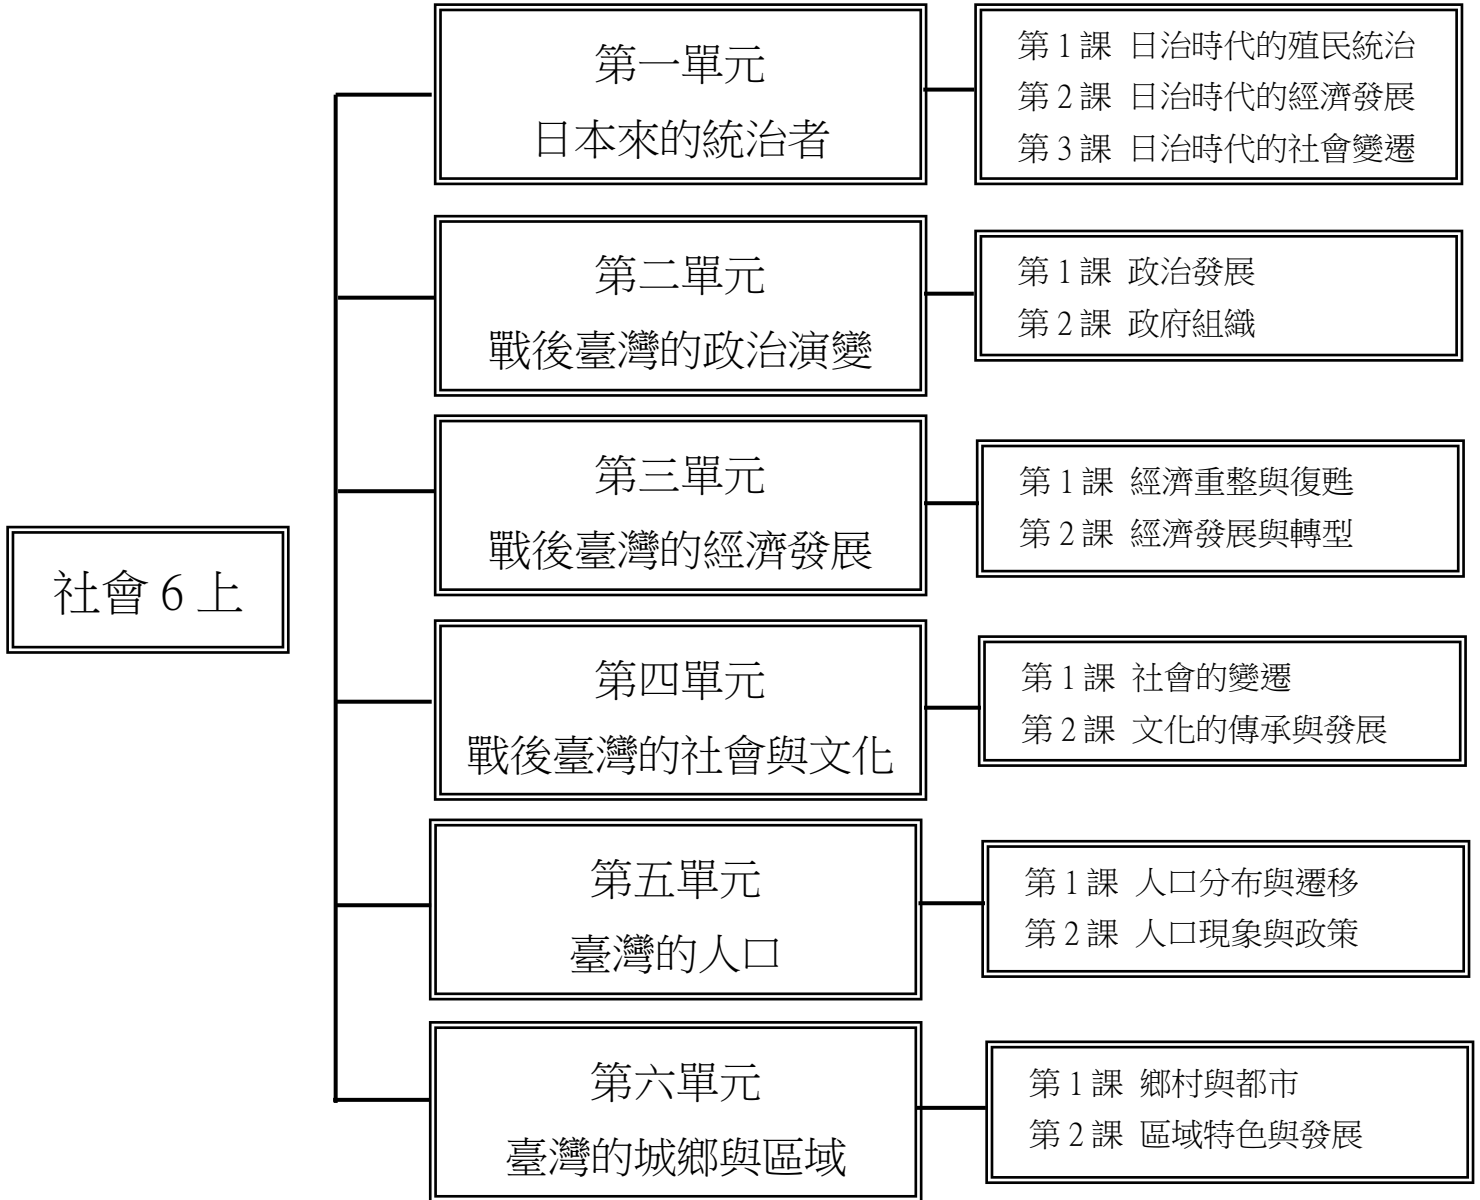 社會6上
第一單元
日本來的統治者
第1課 日治時代的殖民統治
第2課 日治時代的經濟發展
第3課 日治時代的社會變遷
第二單元
戰後臺灣的政治演變
第1課 政治發展
第2課 政府組織
第三單元
戰後臺灣的經濟發展
第1課 經濟重整與復甦
第2課 經濟發展與轉型
第四單元
戰後臺灣的社會與文化
第1課 社會的變遷
第2課 文化的傳承與發展
第五單元
臺灣的人口
第1課 人口分布與遷移
第2課 人口現象與政策
第六單元
臺灣的城鄉與區域
第1課 鄉村與都市
第2課 區域特色與發展